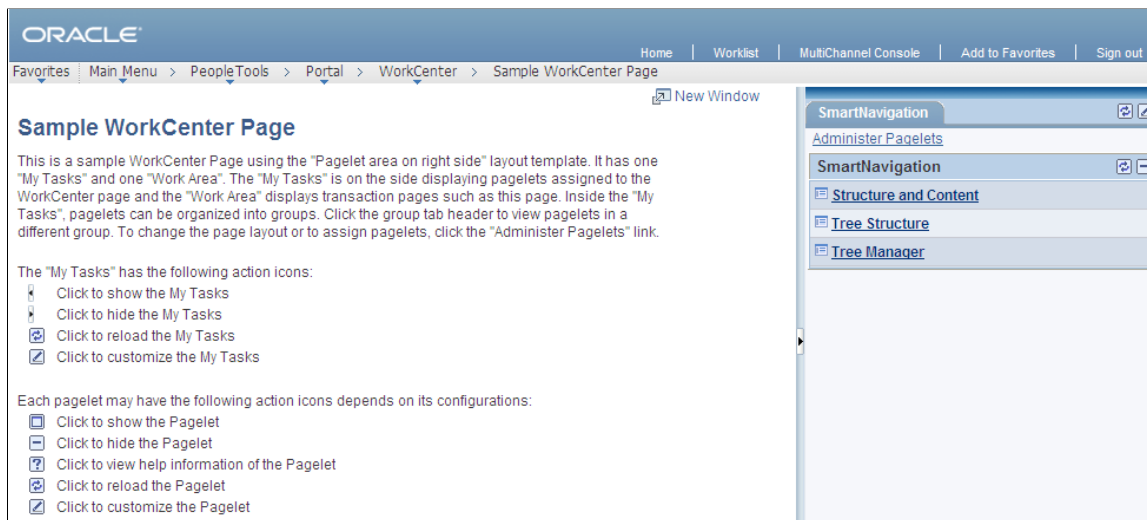 ORACLE
Home | Worklist | MultiChannel Console | Add to Favorites | Sign out
Favorites Main Menu > PeopleTools > Portal > WorkCenter > Sample WorkCenter Page
New Window
Sample WorkCenter Page
This is a sample WorkCenter Page using the "Pagelet area on right side" layout template. It has one
"My Tasks" and one "Work Area". The "My Tasks" is on the side displaying pagelets assigned to the
WorkCenter page and the "Work Area" displays transaction pages such as this page. Inside the "My
Tasks", pagelets can be organized into groups. Click the group tab header to view pagelets in a
different group. To change the page layout or to assign pagelets, click the "Administer Pagelets" link.
The "My Tasks" has the following action icons:
Click to show the My Tasks
Click to hide the My Tasks
Click to reload the My Tasks
Click to customize the My Tasks
Each pagelet may have the following action icons depends on its configurations:
Click to show the Pagelet
Click to hide the Pagelet
? Click to view help information of the Pagelet
Click to reload the Pagelet
Click to customize the Pagelet
SmartNavigation
Administer Pagelets
SmartNavigation
Structure and Content
Tree Structure
Tree Manager